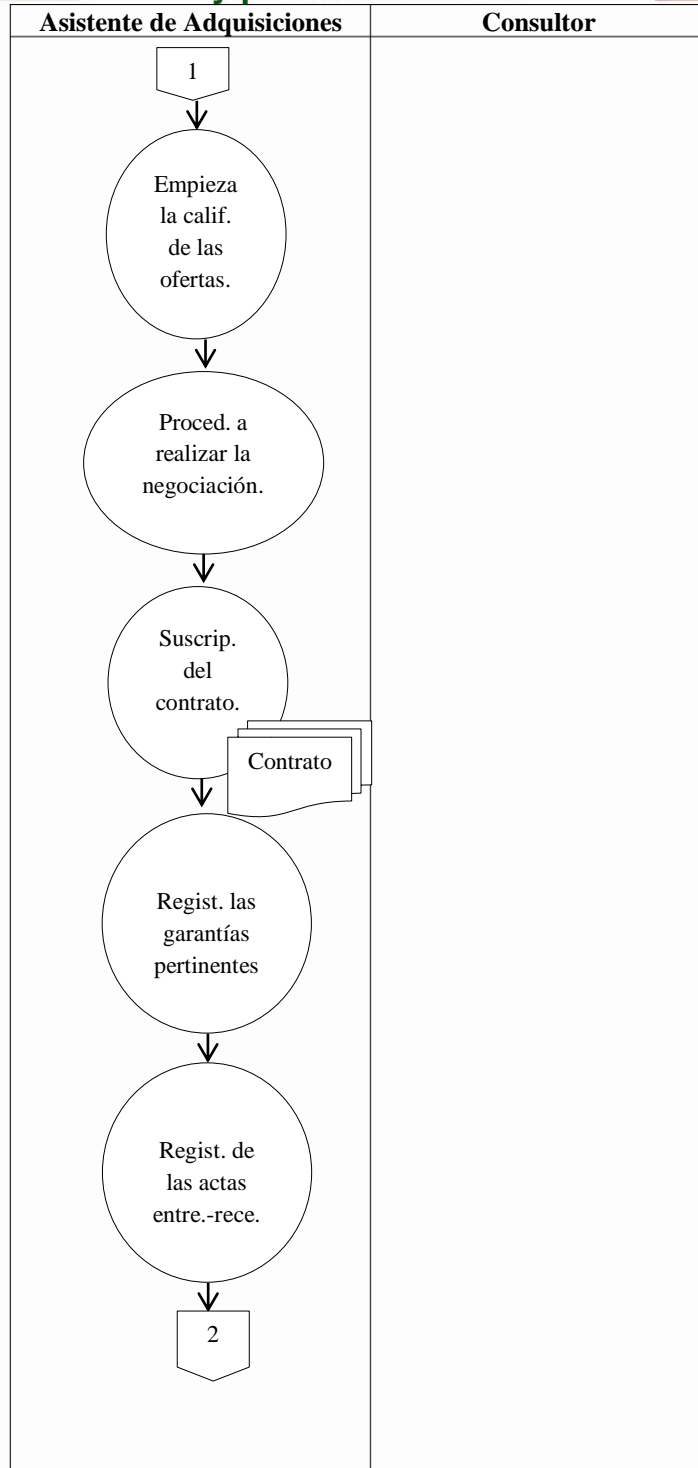 Asistente de Adquisiciones
Consultor
1
Empieza
la calif.
de las
ofertas.
Proced. a
realizar la
negociación.
Suscrip.
del
contrato.
Contrato
Regist. las
garantías
pertinentes
Regist. de
las actas
entre.-rece.
2